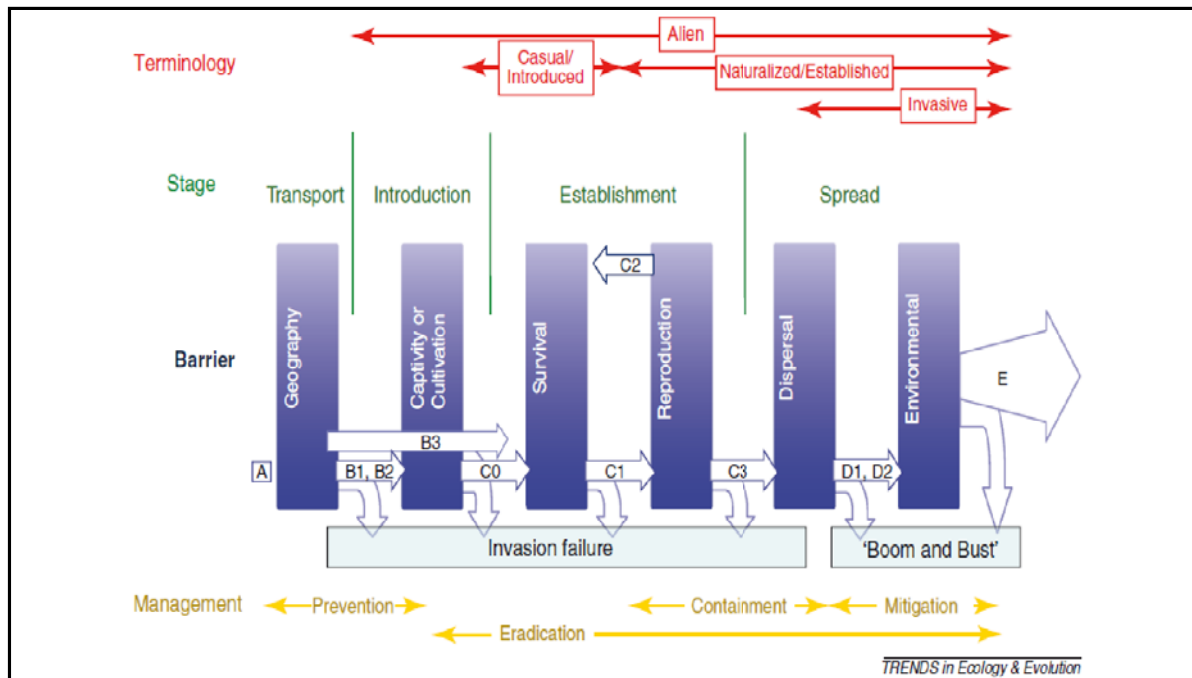 Alien
Terminology
Casual/
Introduced
Naturalized/Established
Invasive
Stage
Transport
Introduction
Establishment
Spread
Barrier
Geography
Captivity or
Cultivation
Survival
Reproduction
Dispersal
Environmental
C2
E
B3
A
B1, B2
C0
C1
C3
D1, D2
Invasion failure
'Boom and Bust'
Management
Prevention
Containment
Mitigation
Eradication
TRENDS in Ecology & Evolution